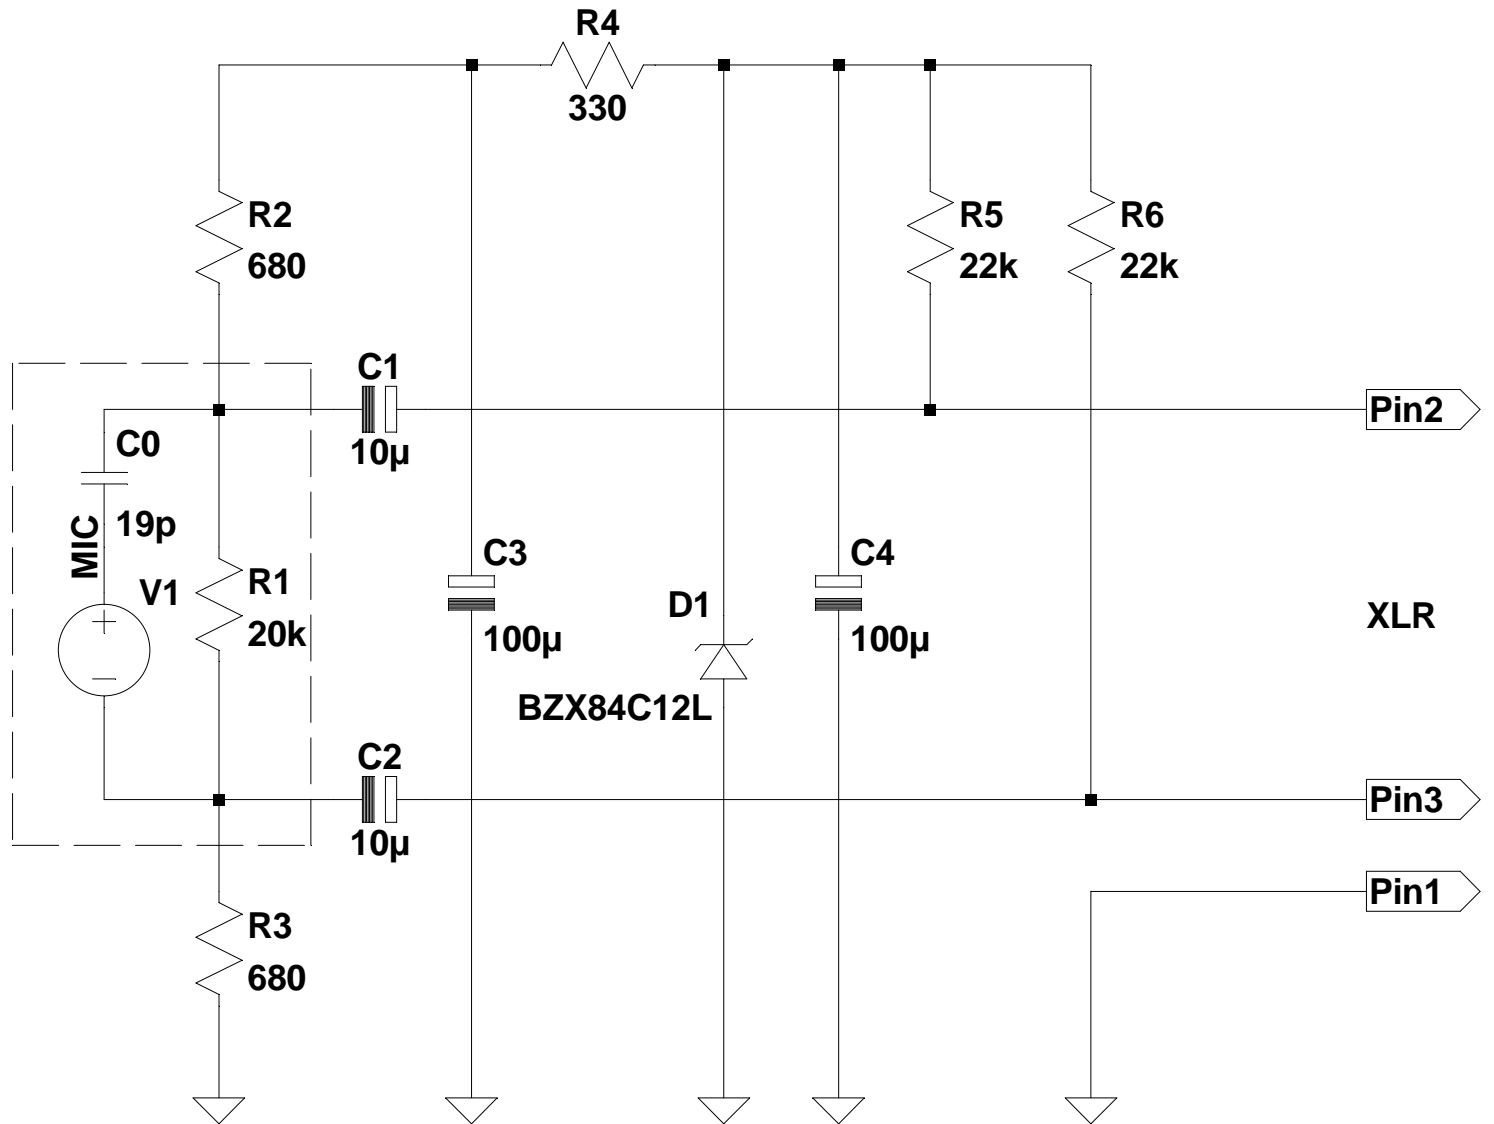 R4
330
R2
680
R5
22k
R6
22k
C1
10µ
Pin2
C0
19p
MIC
V1
R1
20k
C3
100µ
D1
BZX84C12L
C4
100µ
XLR
C2
10µ
Pin3
Pin1
R3
680